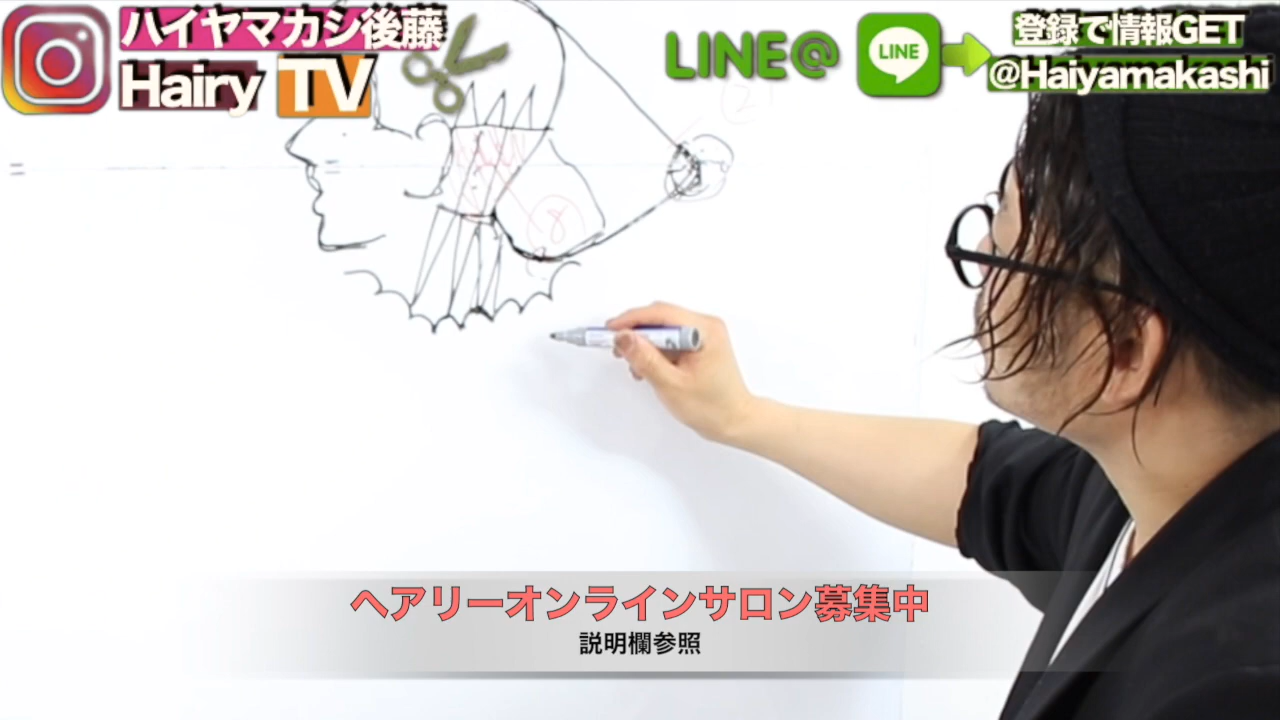 ハイヤマカシ後藤
Hairy TV
LINE@
LINE
登録で情報GET
@Haiyamakashi
8
ヘアリーオンラインサロン募集中
説明欄参照